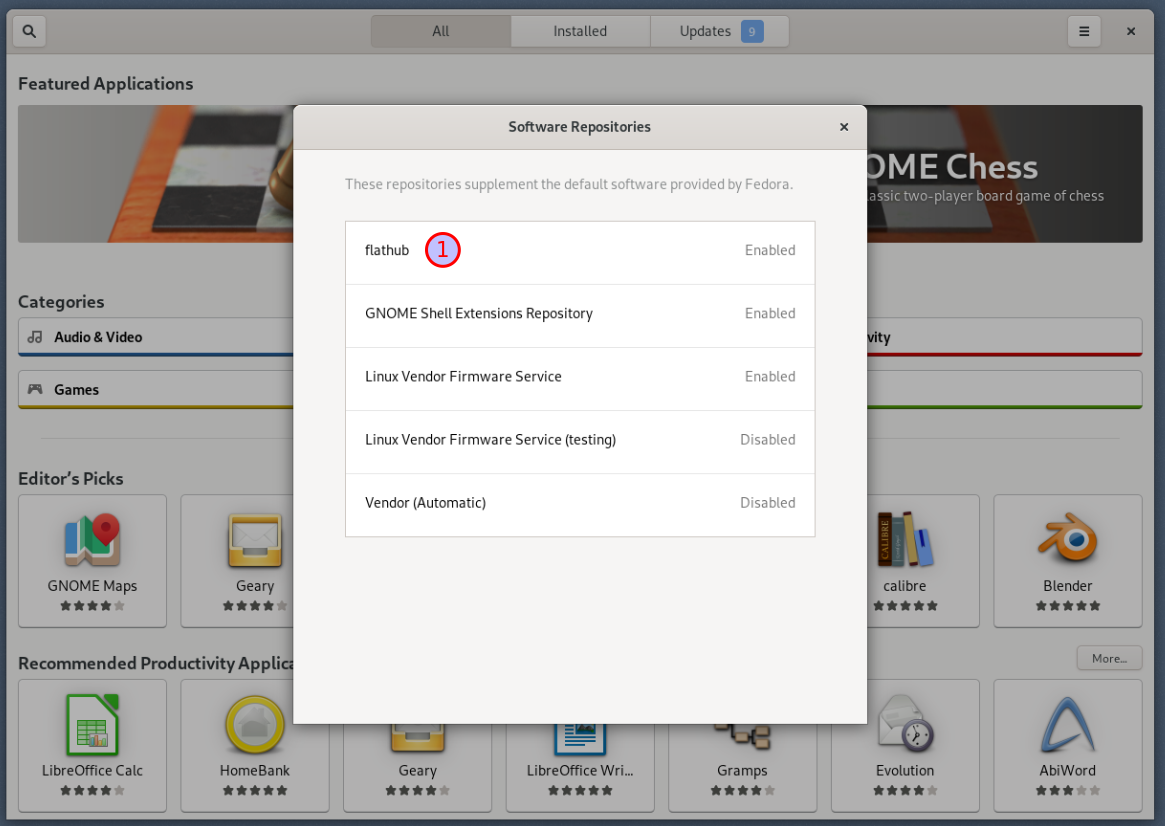 All
Installed
Updates 9
Featured Applications
Software Repositories
OME Chess
lassic two-player board game of chess
These repositories supplement the default software provided by Fedora.
flathub 1 Enabled
GNOME Shell Extensions Repository Enabled
Linux Vendor Firmware Service Enabled
Linux Vendor Firmware Service (testing) Disabled
Vendor (Automatic) Disabled
Categories
Audio & Video
vity
Games
Editor's Picks
GNOME Maps
Geary
CALIBRE
calibre
Blender
Recommended Productivity Applica
More...
LibreOffice Calc
HomeBank
Geary
LibreOffice Wri...
Gramps
Evolution
AbiWord